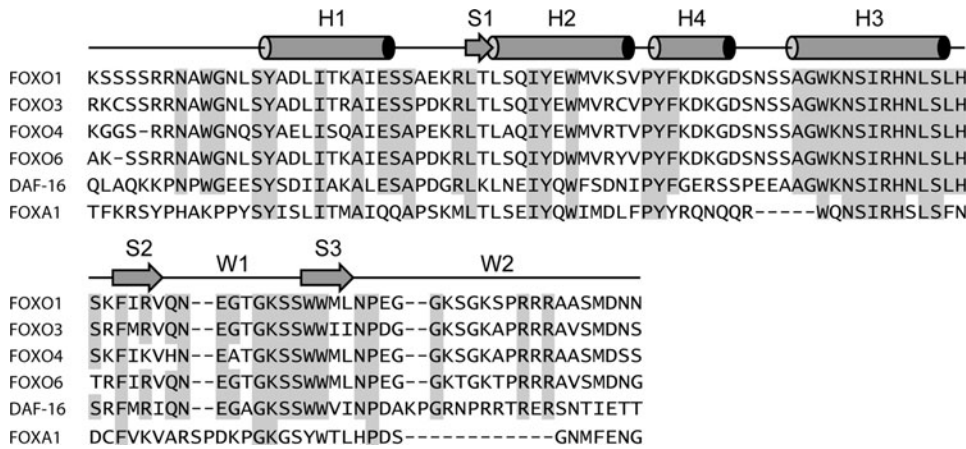 H1 S1 H2 H4 H3
FOXO1 KSSSSRRNAWGNLSYADLITKAIESSAEKRLTLSQIYEWMVKSVPYFKDKGDSNSSAGWKNSIRHNLSLH
FOXO3 RKCSSRRNAWGNLSYADLITRAIESSPDKRLTLSQIYEWMVRCVPYFKDKGDSNSSAGWKNSIRHNLSLH
FOXO4 KGGS-RRNAWGNQSYAELISQAIESAPEKRLTLAQIYEWMVRTVPYFKDKGDSNSSAGWKNSIRHNLSLH
FOXO6 AK-SSRRNAWGNLSYADLITKAIESAPDKRLTLSQIYDWMVRYVPYFKDKGDSNSSAGWKNSIRHNLSLH
DAF-16 QLAQKKPNPWGEESYSDIIAKALESAPDGRLKLNEIYQWFSDNIPYFGERSSPEEAAGWKNSIRHNLSLH
FOXA1 TFKRSYPHAKPPYSYISLITMAIQQAPSKMLTLSEIYQWIMDLFPYYRQNQQR-----WQNSIRHSLSFN
S2 W1 S3 W2
FOXO1 SKFIRVQN--EGTGKSSWWMLNPEG--GKSGKSPRRRAASMDNN
FOXO3 SRFMRVQN--EGTGKSSWWIINPDG--GKSGKAPRRRAVSMDNS
FOXO4 SKFIKVHN--EATGKSSWWMLNPEG--GKSGKAPRRRAASMDSS
FOXO6 TRFIRVQN--EGTGKSSWWMLNPEG--GKTGKTPRRRAVSMDNG
DAF-16 SRFMRIQN--EGAGKSSWWVINPDAKPGRNPRRTRERSNTIETT
FOXA1 DCFVKVARSPDKPGKGSYWTLHPDS------------GNMFENG